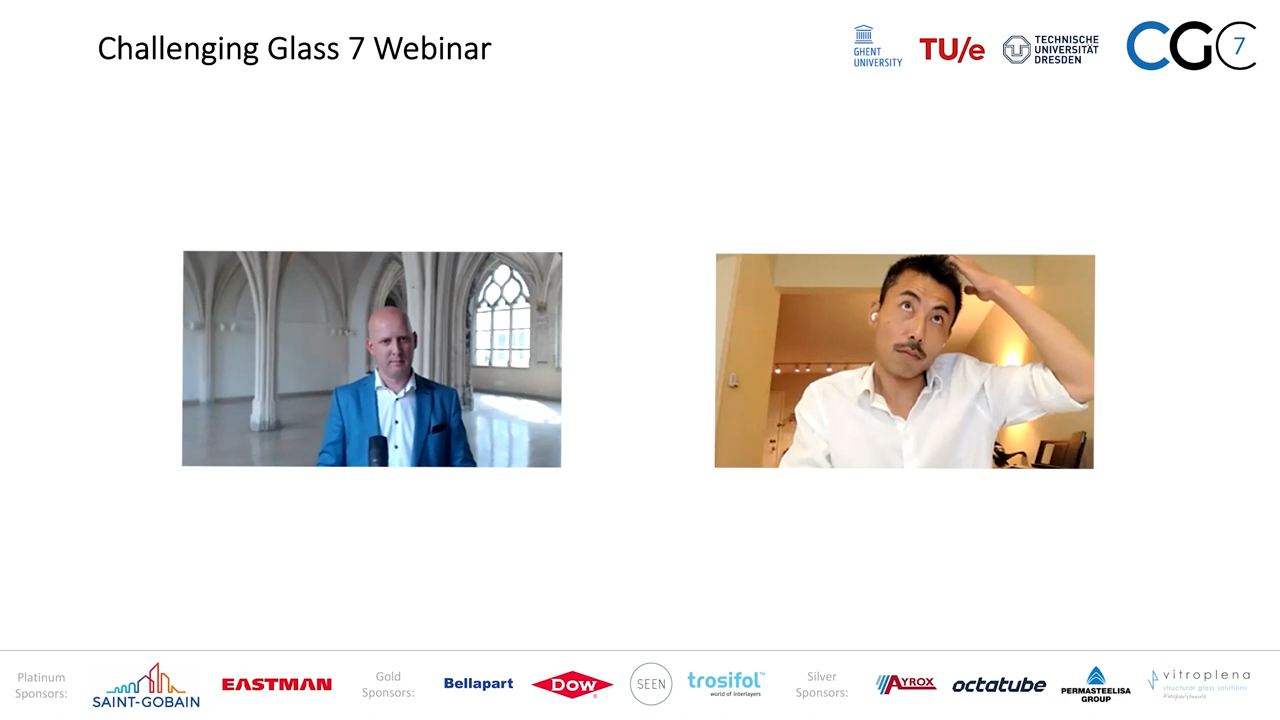 Challenging Glass 7 Webinar
GHENT
UNIVERSITY
TU/e
TECHNISCHE
UNIVERSITÄT
DRESDEN
CGC 7
Platinum
Sponsors:
SAINT-GOBAIN
EASTMAN
Gold
Sponsors:
Bellapart
DOW
SEEN
trosifol™
world of interlayers
Silver
Sponsors:
AYROX
octatube
PERMASTEELISA
GROUP
vitroplena
structural glass solutions